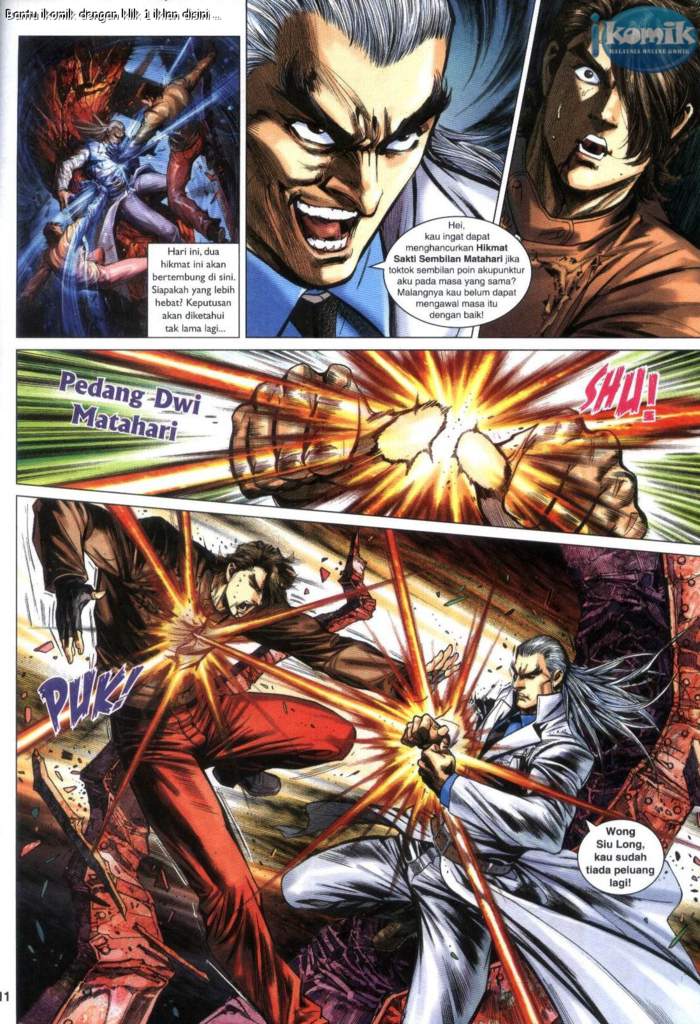 Bantu ikomik dengan klik 1 iklan disini ...
ikomik
MALAYSIA ONLINE KOMIK
Hari ini, dua
hikmat ini akan
bertembung di sini.
Siapakah yang lebih
hebat? Keputusan
akan diketahui
tak lama lagi...
Hei,
kau ingat dapat
menghancurkan Hikmat
Sakti Sembilan Matahari jika
toktok sembilan poin akupunktur
aku pada masa yang sama?
Malangnya kau belum dapat
mengawal masa itu
dengan baik!
Pedang Dwi
Matahari
SHU!
PUK!
Wong
Siu Long,
kau sudah
tiada peluang
lagi!
11